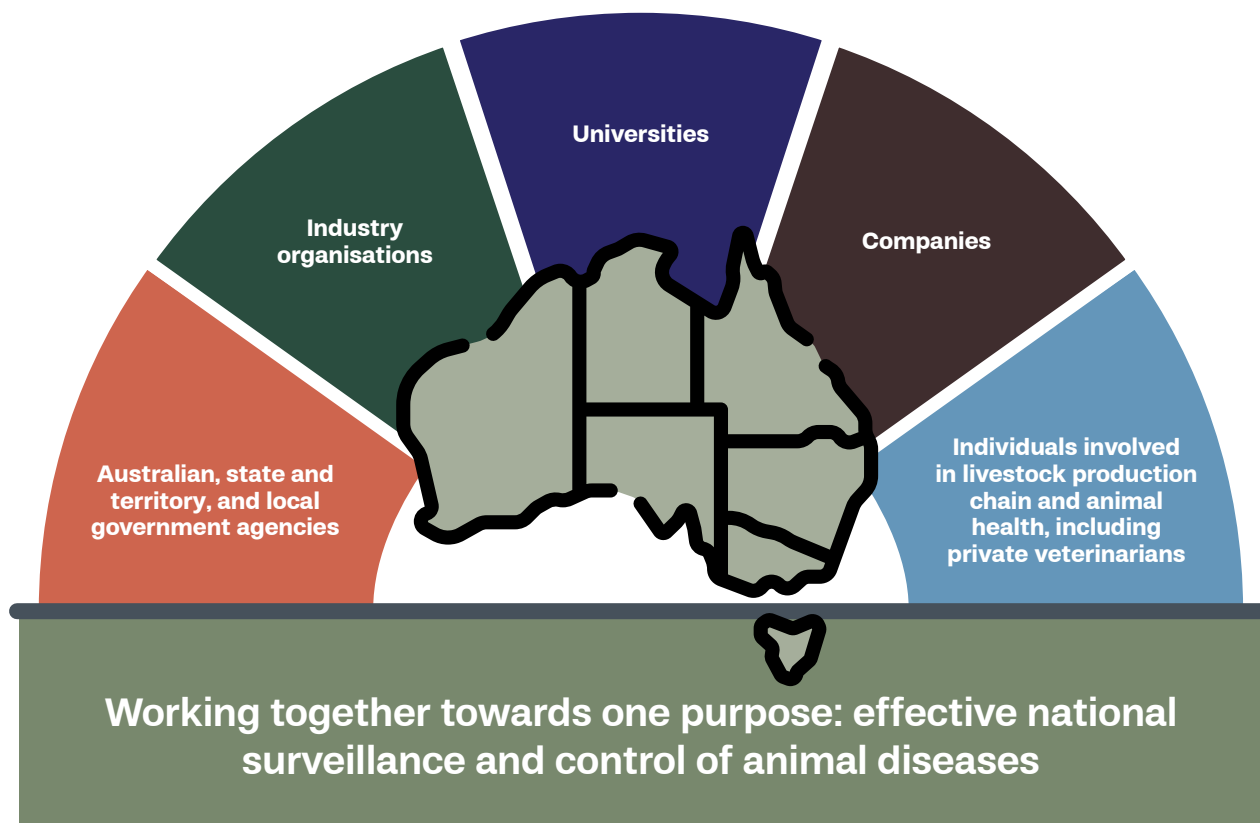 Universities
Industry
organisations
Companies
Australian, state and
territory, and local
government agencies
Individuals involved
in livestock production
chain and animal
health, including
private veterinarians
Working together towards one purpose: effective national
surveillance and control of animal diseases